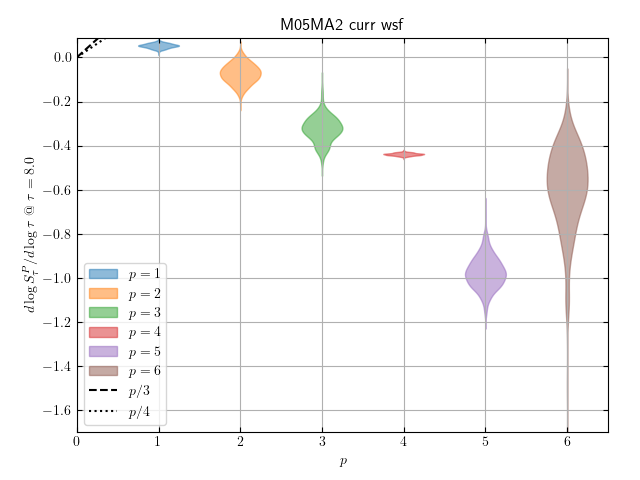 M05MA2 curr wsf
d log S_τ^P / d log τ @ τ = 8.0
0.0
−0.2
−0.4
−0.6
−0.8
−1.0
−1.2
−1.4
−1.6
p = 1
p = 2
p = 3
p = 4
p = 5
p = 6
p/3
p/4
0 1 2 3 4 5 6
p